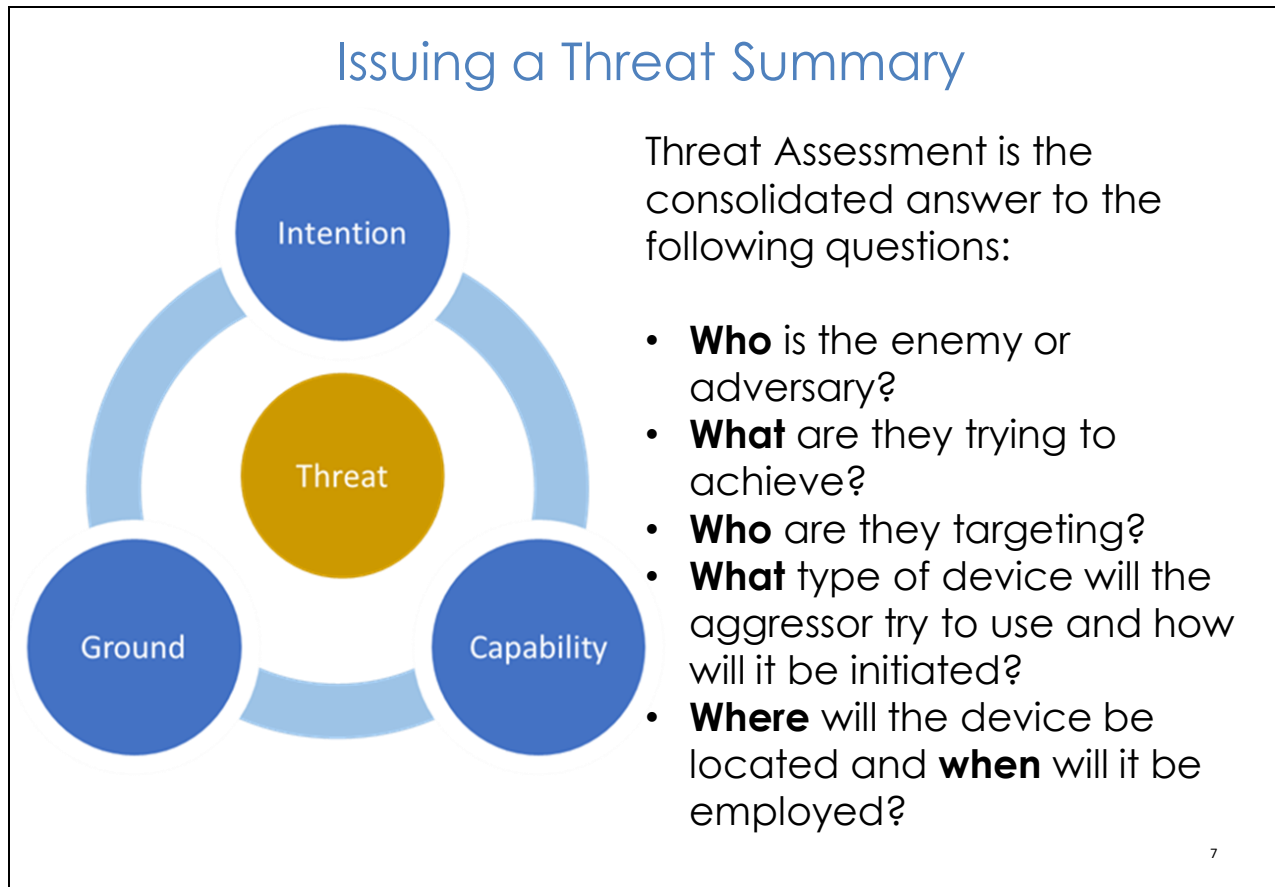 Issuing a Threat Summary
Intention
Threat
Ground
Capability
Threat Assessment is the
consolidated answer to the
following questions:
• Who is the enemy or
adversary?
• What are they trying to
achieve?
• Who are they targeting?
• What type of device will the
aggressor try to use and how
will it be initiated?
• Where will the device be
located and when will it be
employed?
7